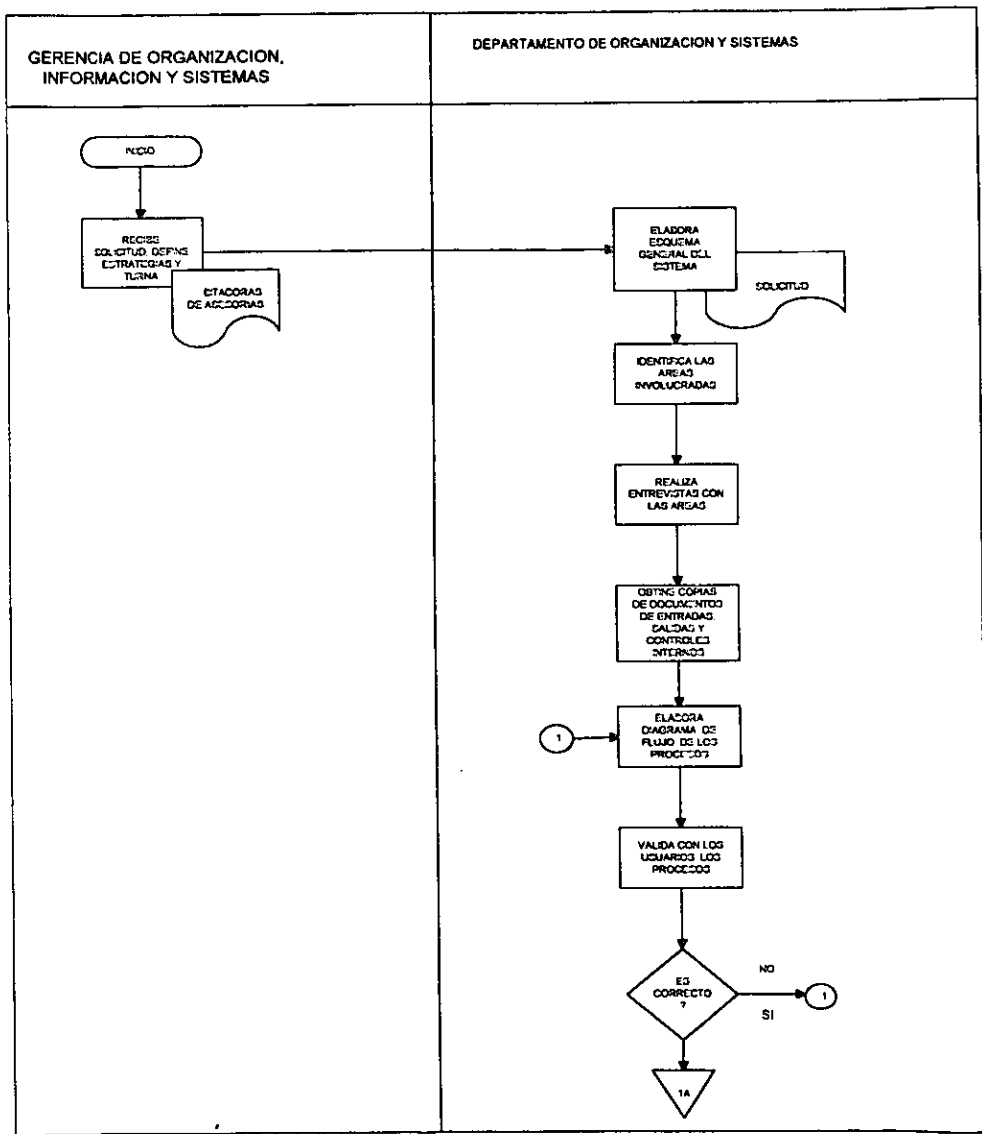 GERENCIA DE ORGANIZACION,
INFORMACION Y SISTEMAS
DEPARTAMENTO DE ORGANIZACION Y SISTEMAS
INICIO
RECIBE
SOLICITUD, DEFINE
ESTRATEGIAS Y
TURNA
BITACORAS
DE ASESORIAS
ELABORA
ESQUEMA
GENERAL DEL
SISTEMA
SOLICITUD
IDENTIFICA LAS
AREAS
INVOLUCRADAS
REALIZA
ENTREVISTAS CON
LAS AREAS
OBTINE COPIAS
DE DOCUMENTOS
DE ENTRADAS,
SALIDAS Y
CONTROLES
INTERNOS
1
ELABORA
DIAGRAMA DE
FLUJO DE LOS
PROCESOS
VALIDA CON LOS
USUARIOS LOS
PROCESOS
ES
CORRECTO
?
NO
1
SI
1A